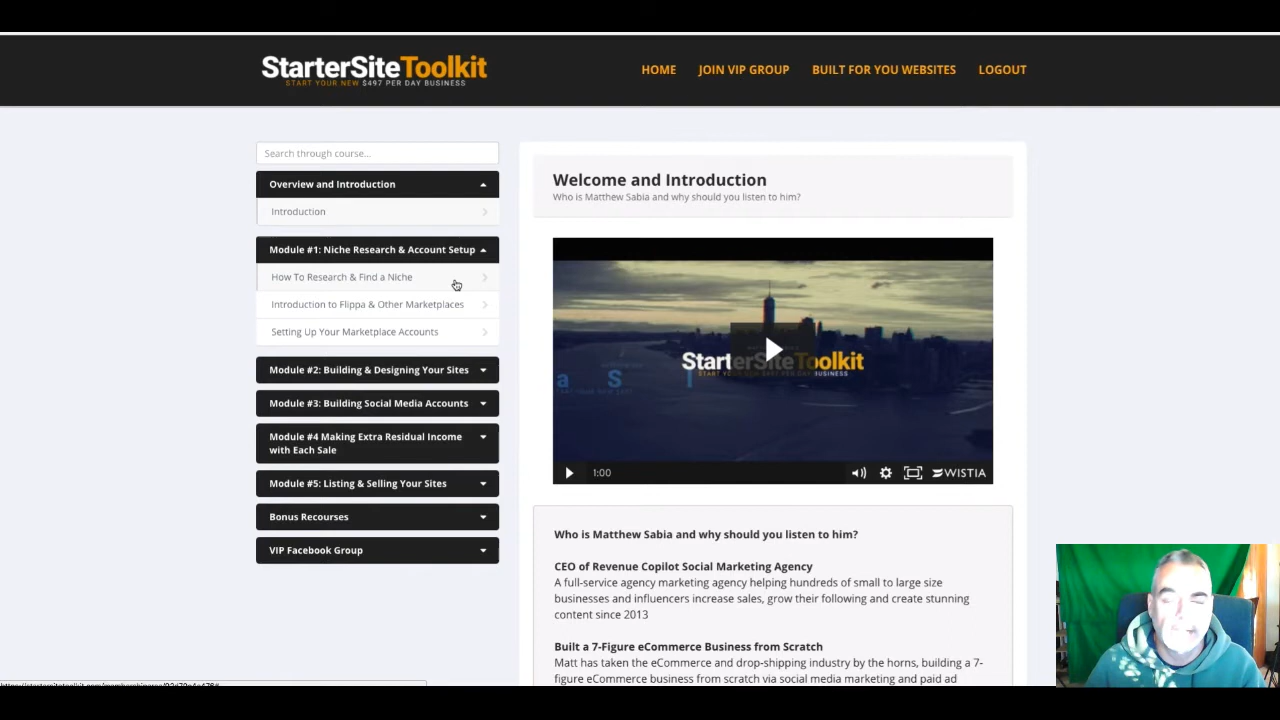 StarterSiteToolkit
START YOUR NEW $497 PER DAY BUSINESS
HOME JOIN VIP GROUP BUILT FOR YOU WEBSITES LOGOUT
Search through course...
Overview and Introduction
Introduction
Module #1: Niche Research & Account Setup
How To Research & Find a Niche
Introduction to Flippa & Other Marketplaces
Setting Up Your Marketplace Accounts
Module #2: Building & Designing Your Sites
Module #3: Building Social Media Accounts
Module #4 Making Extra Residual Income
with Each Sale
Module #5: Listing & Selling Your Sites
Bonus Recourses
VIP Facebook Group
Welcome and Introduction
Who is Matthew Sabia and why should you listen to him?
StarterSiteToolkit
1:00
WISTIA
Who is Matthew Sabia and why should you listen to him?
CEO of Revenue Copilot Social Marketing Agency
A full-service agency marketing agency helping hundreds of small to large size
businesses and influencers increase sales, grow their following and create stunning
content since 2013
Built a 7-Figure eCommerce Business from Scratch
Matt has taken the eCommerce and drop-shipping industry by the horns, building a 7-
figure eCommerce business from scratch via social media marketing and paid ad